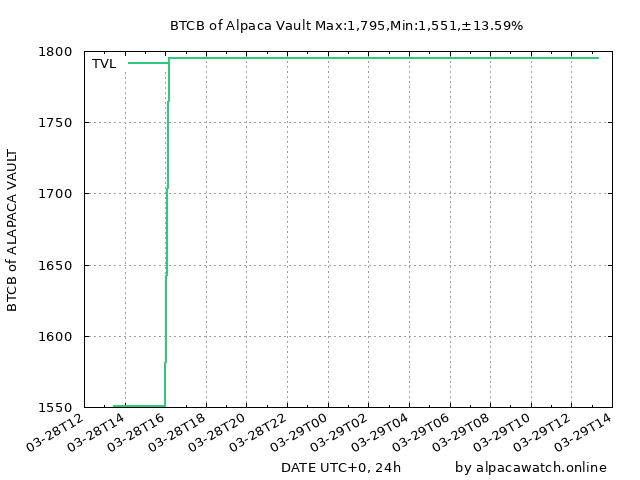 BTCB of Alpaca Vault Max:1,795,Min:1,551,±13.59%
TVL
BTCB of ALAPACA VAULT
1800
1750
1700
1650
1600
1550
03-28T12
03-28T14
03-28T16
03-28T18
03-28T20
03-28T22
03-29T00
03-29T02
03-29T04
03-29T06
03-29T08
03-29T10
03-29T12
03-29T14
DATE UTC+0, 24h
by alpacawatch.online